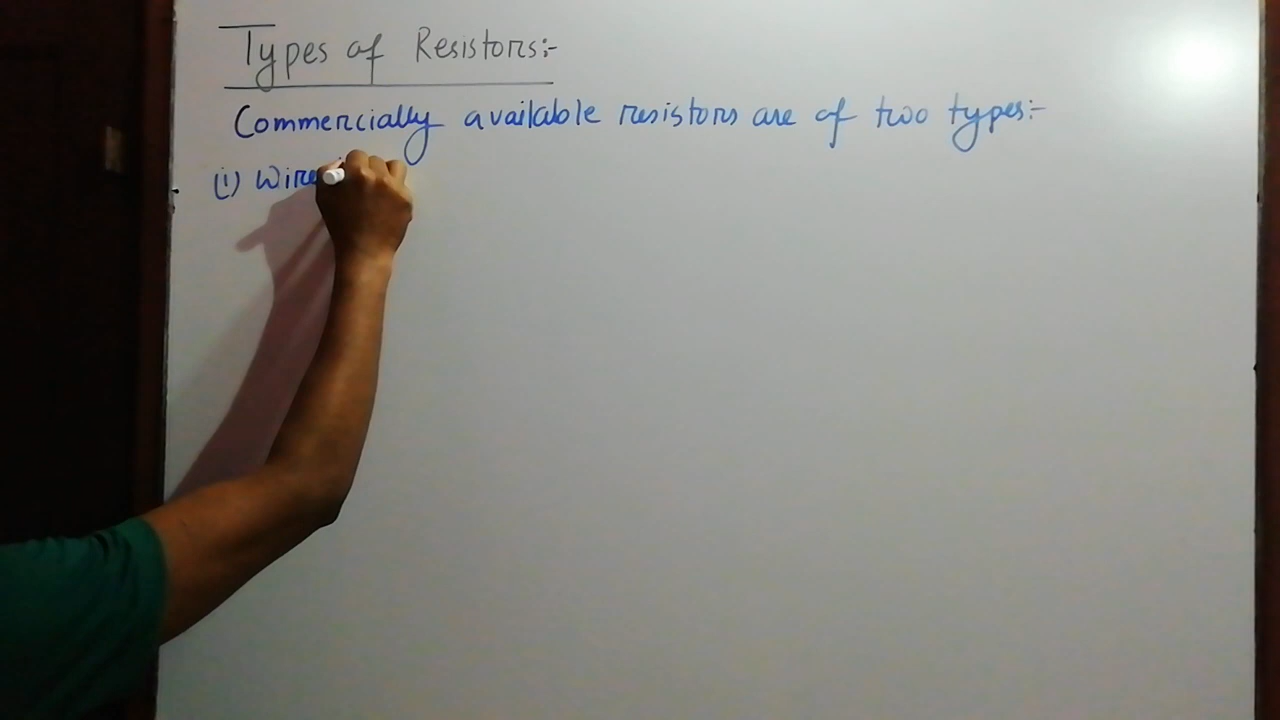 Types of Resistors:-
Commercially available resistors are of two types:-
(i) Wire